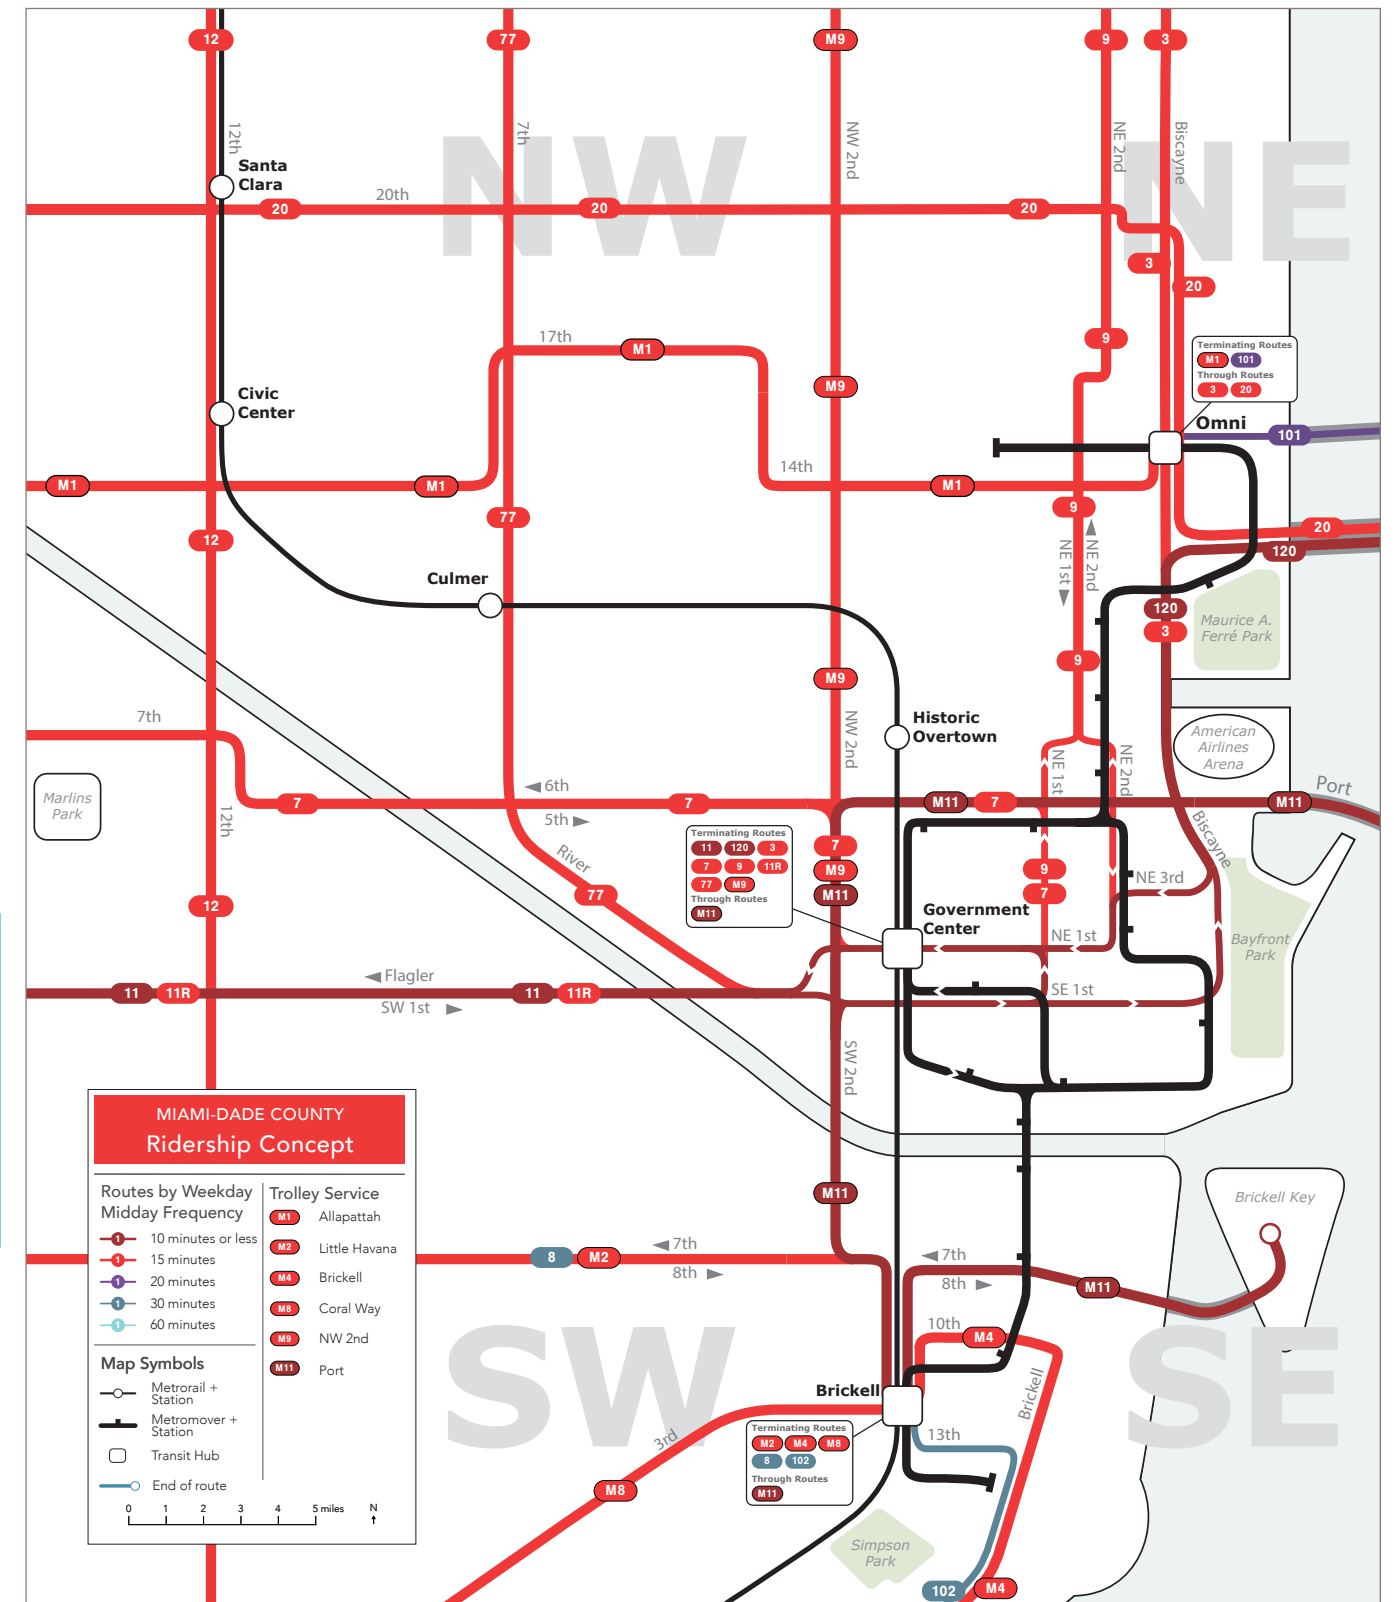 12
77
M9
9
3
12th
7th
NW 2nd
NE 2nd
Biscayne
NW
NE
Santa
Clara
20th
20
20
20
3
20
17th
M1
9
M9
Terminating Routes
M1 101
Through Routes
3 20
Civic
Center
Omni
101
14th
M1
M1
M1
77
9
12
20
120
NE 1st
NE 2nd
Culmer
120
3
Maurice A.
Ferré Park
9
M9
7th
Historic
Overtown
NW 2nd
NE 1st
NE 2nd
American
Airlines
Arena
Marlins
Park
6th
7
7
5th
M11 7
M11
Port
12th
Terminating Routes
11 120 3
7 9 11R
77 M9
Through Routes
M11
7
M9
M11
River
77
Biscayne
9
7
NE 3rd
12
Government
Center
NE 1st
Bayfront
Park
Flagler
11 11R
11 11R
SW 1st
SE 1st
SW 2nd
MIAMI-DADE COUNTY
Ridership Concept
Routes by Weekday
Midday Frequency
1 10 minutes or less
1 15 minutes
1 20 minutes
1 30 minutes
1 60 minutes
Map Symbols
Metrorail +
Station
Metromover +
Station
Transit Hub
End of route
Trolley Service
M1 Allapattah
M2 Little Havana
M4 Brickell
M8 Coral Way
M9 NW 2nd
M11 Port
0 1 2 3 4 5 miles
N
M11
Brickell Key
7th
8 M2
8th
7th
8th
M11
SW
SE
10th
M4
Brickell
Brickell
Terminating Routes
M2 M4 M8
8 102
Through Routes
M11
13th
3rd
M8
Simpson
Park
102
M4